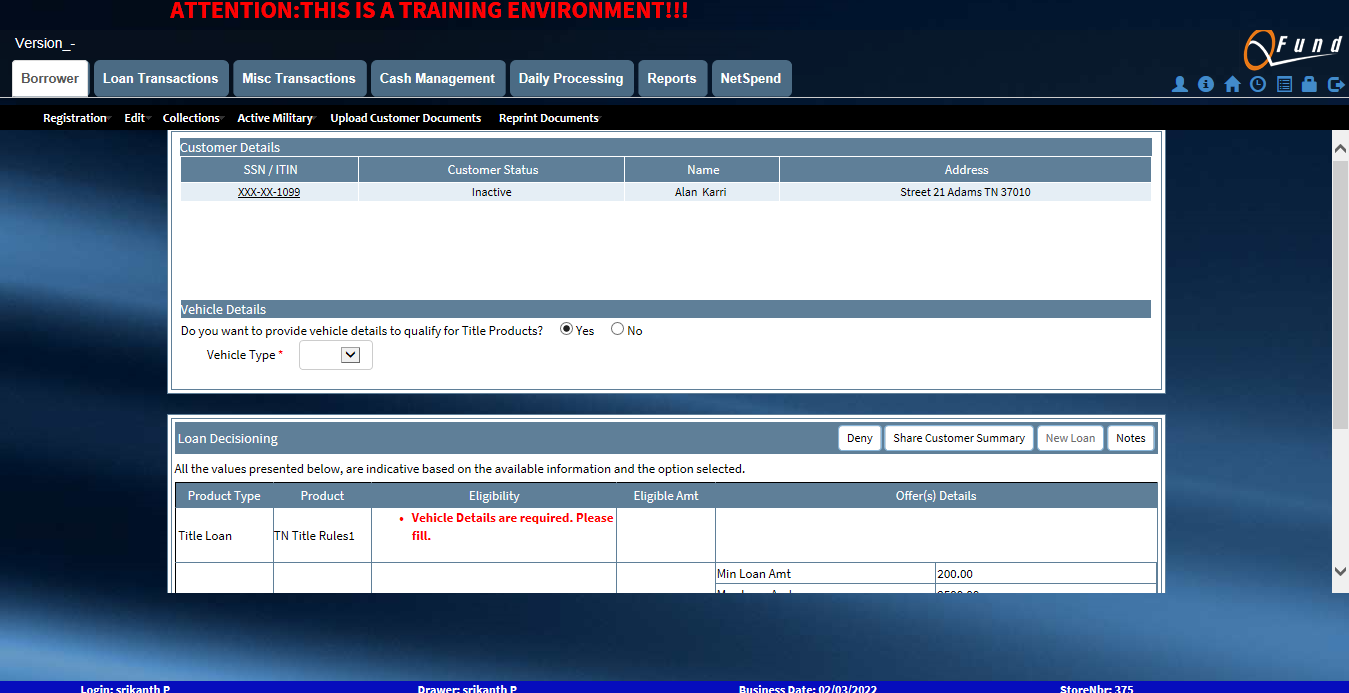 ATTENTION:THIS IS A TRAINING ENVIRONMENT!!!
Version_-
QFund
Borrower Loan Transactions Misc Transactions Cash Management Daily Processing Reports NetSpend
Registration Edit Collections Active Military Upload Customer Documents Reprint Documents
Customer Details
SSN / ITIN Customer Status Name Address
XXX-XX-1099 Inactive Alan Karri Street 21 Adams TN 37010
Vehicle Details
Do you want to provide vehicle details to qualify for Title Products? Yes No
Vehicle Type *
Loan Decisioning Deny Share Customer Summary New Loan Notes
All the values presented below, are indicative based on the available information and the option selected.
Product Type Product Eligibility Eligible Amt Offer(s) Details
Title Loan TN Title Rules1 • Vehicle Details are required. Please
fill.
Min Loan Amt 200.00
Login: srikanth P Drawer: srikanth P Business Date: 02/03/2022 StoreNbr: 375